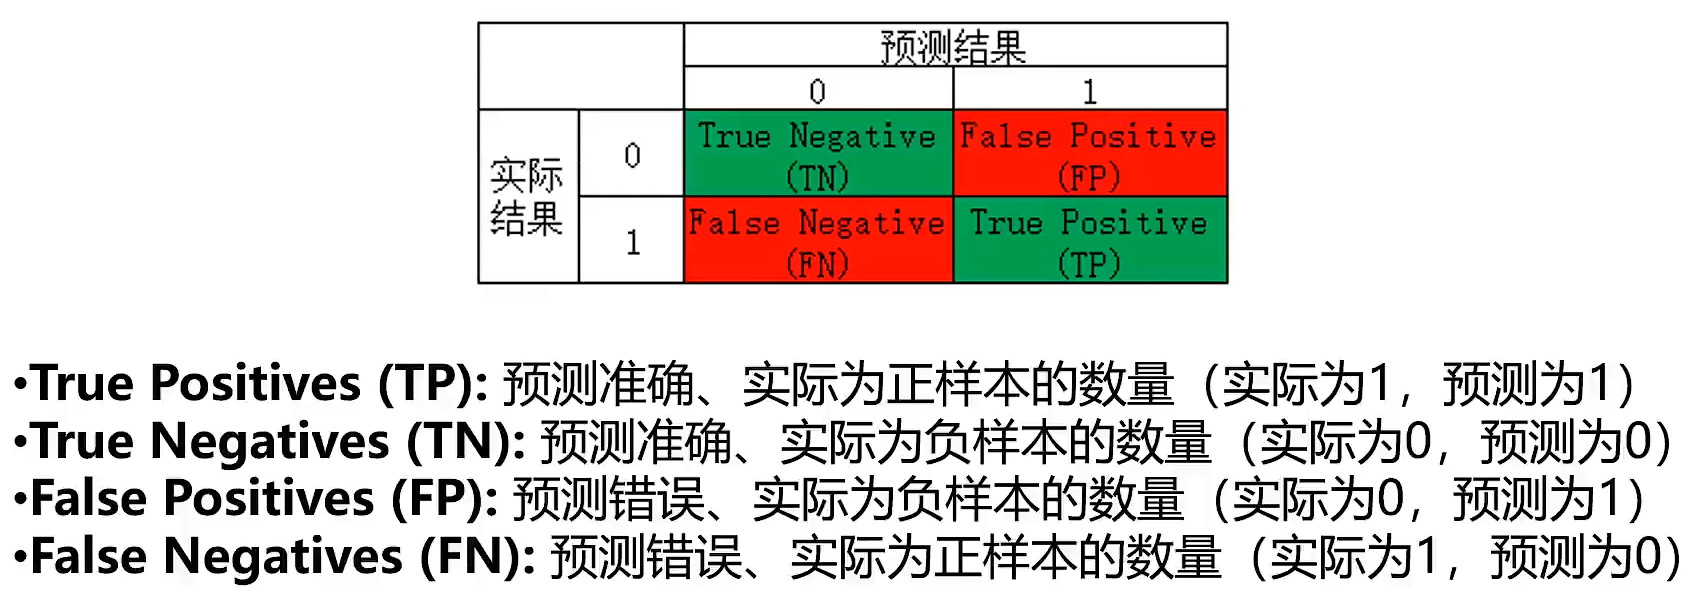 预测结果
0 1
True Negative False Positive
实际 0 (TN) (FP)
结果 1 False Negative True Positive
(FN) (TP)
•True Positives (TP): 预测准确、实际为正样本的数量（实际为1，预测为1）
•True Negatives (TN): 预测准确、实际为负样本的数量（实际为0，预测为0）
•False Positives (FP): 预测错误、实际为负样本的数量（实际为0，预测为1）
•False Negatives (FN): 预测错误、实际为正样本的数量（实际为1，预测为0）